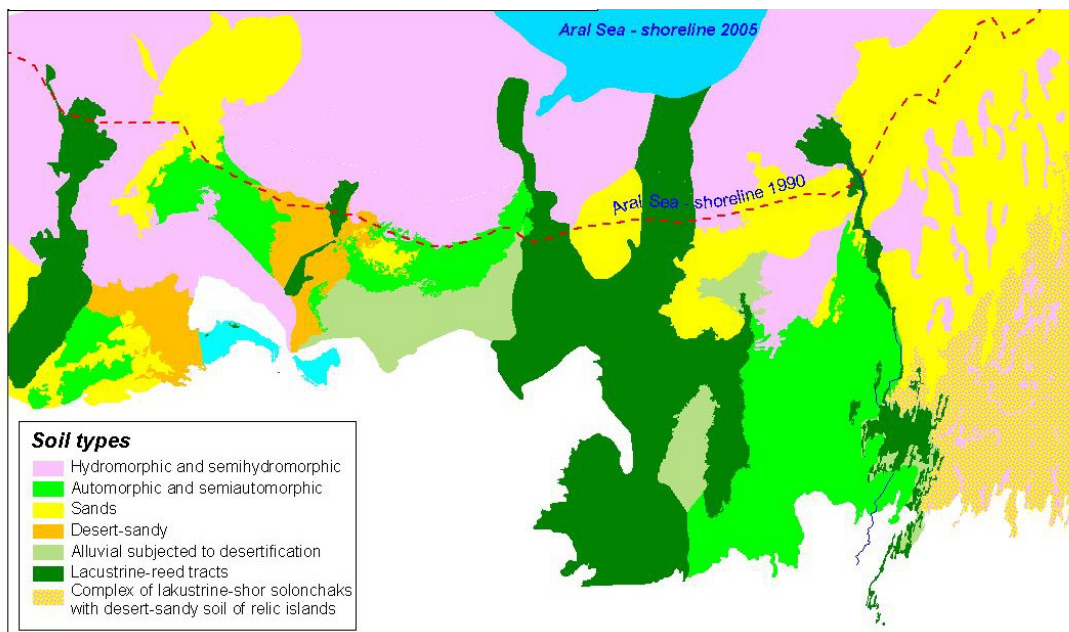 Aral Sea - shoreline 2005
Aral Sea - shoreline 1990
Soil types
Hydromorphic and semihydromorphic
Automorphic and semiautomorphic
Sands
Desert-sandy
Alluvial subjected to desertification
Lacustrine-reed tracts
Complex of lakustrine-shor solonchaks
with desert-sandy soil of relic islands